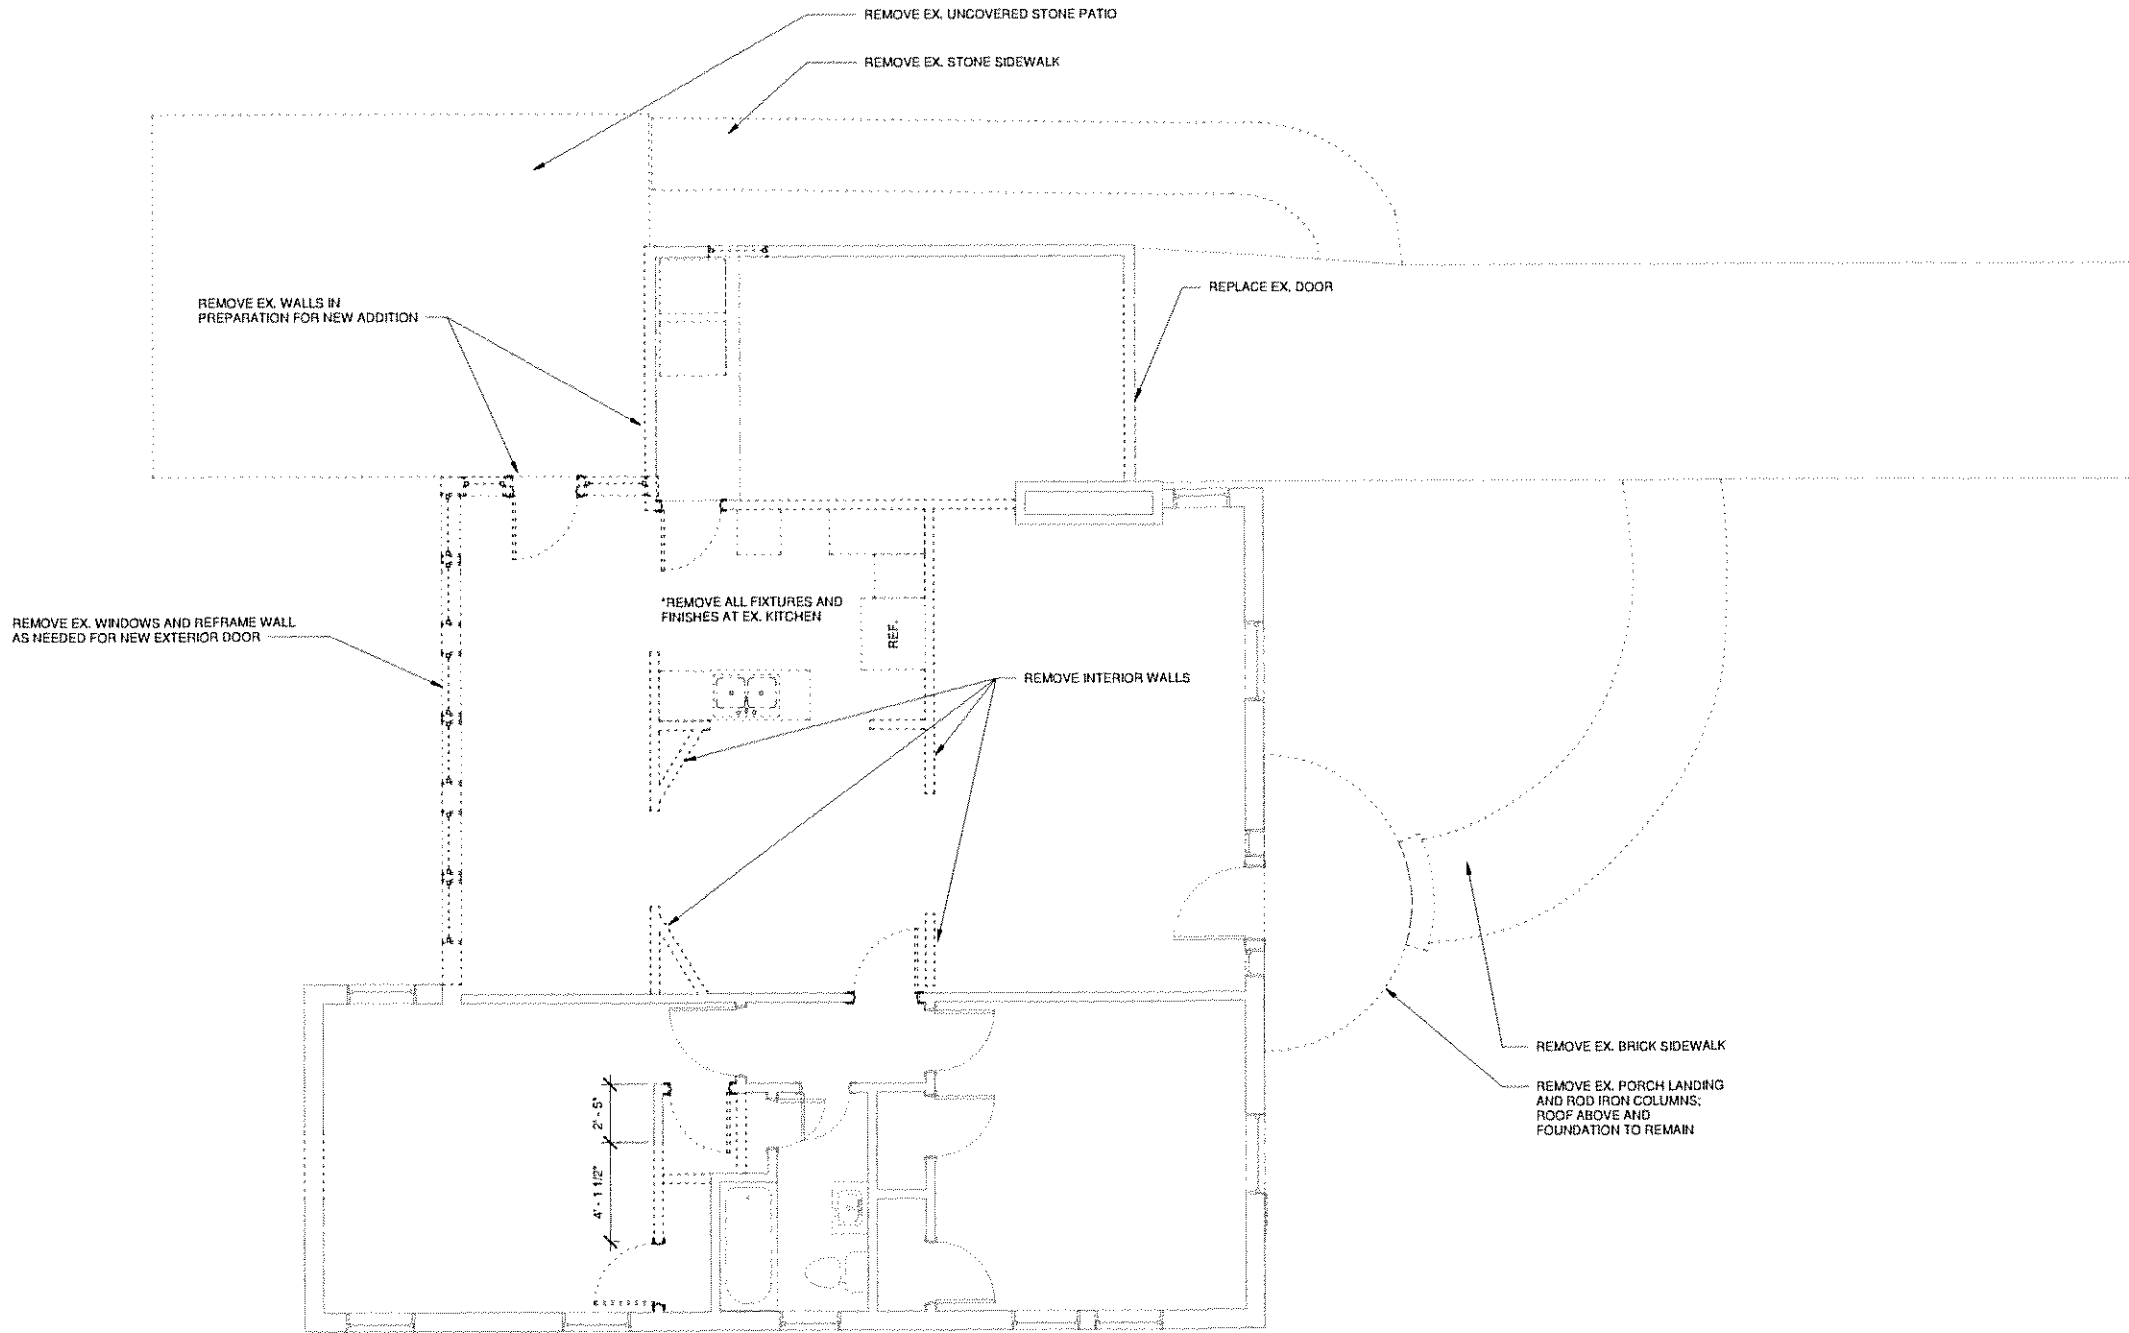 REMOVE EX. UNCOVERED STONE PATIO
REMOVE EX. STONE SIDEWALK
REPLACE EX. DOOR
REMOVE EX. WALLS IN
PREPARATION FOR NEW ADDITION
*REMOVE ALL FIXTURES AND
FINISHES AT EX. KITCHEN
REF.
REMOVE EX. WINDOWS AND REFRAME WALL
AS NEEDED FOR NEW EXTERIOR DOOR
REMOVE INTERIOR WALLS
REMOVE EX. BRICK SIDEWALK
REMOVE EX. PORCH LANDING
AND ROD IRON COLUMNS;
ROOF ABOVE AND
FOUNDATION TO REMAIN
2' - 5"
4' - 1 1/2"